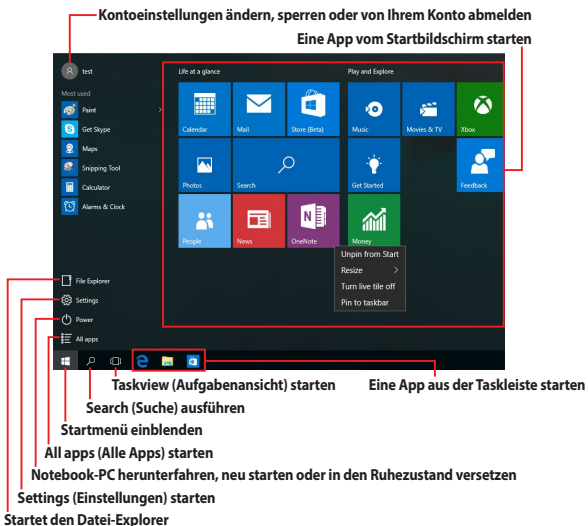 Kontoeinstellungen ändern, sperren oder von Ihrem Konto abmelden
Eine App vom Startbildschirm starten
test
Most used
Paint
Get Skype
Maps
Snipping Tool
Calculator
Alarms & Clock
File Explorer
Settings
Power
All apps
Life at a glance
Play and Explore
Calendar
Mail
Store (Beta)
Music
Movies & TV
Xbox
Photos
Search
Get Started
Feedback
People
News
OneNote
Money
Unpin from Start
Resize
Turn live tile off
Pin to taskbar
Taskview (Aufgabenansicht) starten
Eine App aus der Taskleiste starten
Search (Suche) ausführen
Startmenü einblenden
All apps (Alle Apps) starten
Notebook-PC herunterfahren, neu starten oder in den Ruhezustand versetzen
Settings (Einstellungen) starten
Startet den Datei-Explorer